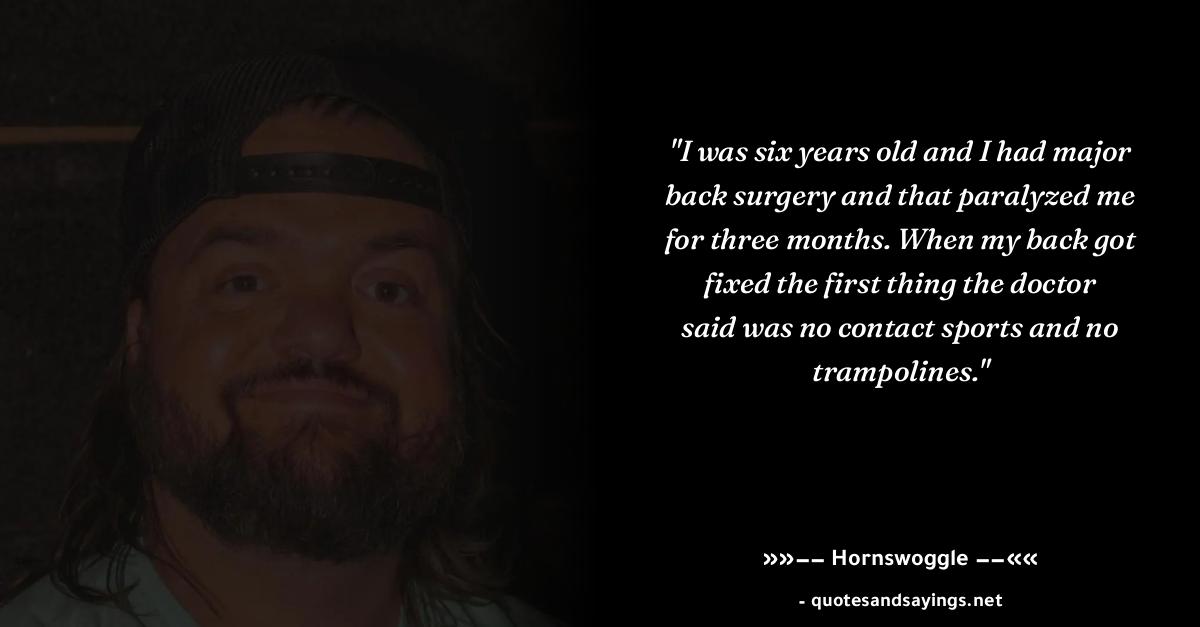 "I was six years old and I had major
back surgery and that paralyzed me
for three months. When my back got
fixed the first thing the doctor
said was no contact sports and no
trampolines."
»»−− Hornswoggle −−««
- quotesandsayings.net